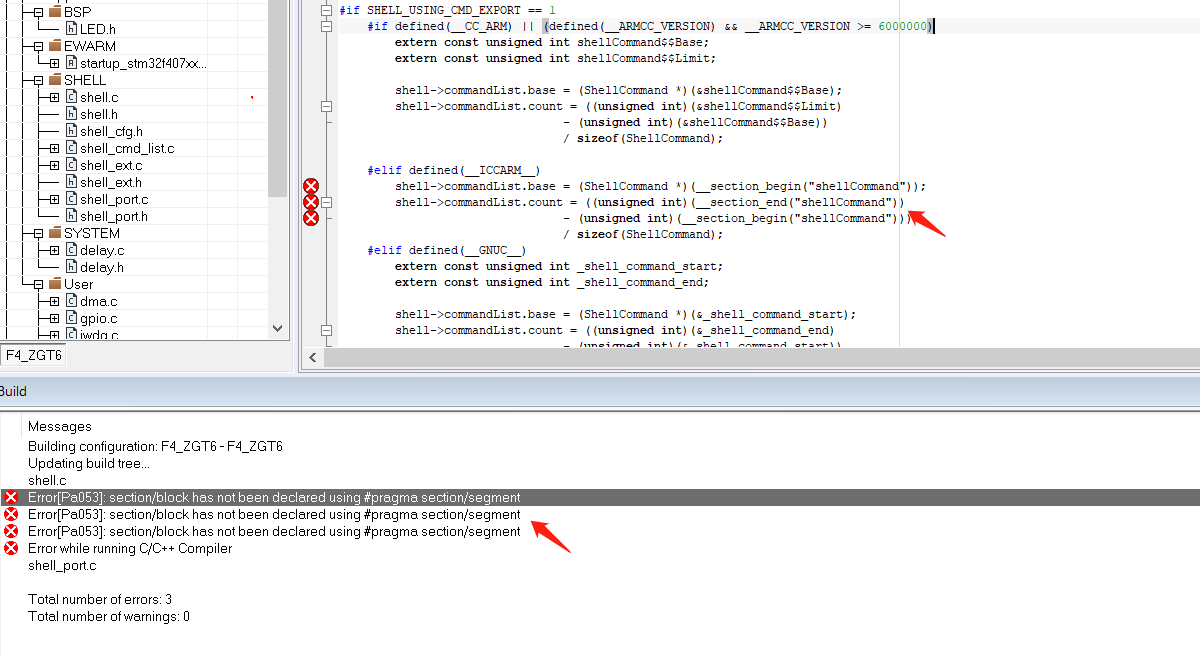 BSP
LED.h
EWARM
startup_stm32f407xx...
SHELL
shell.c
shell.h
shell_cfg.h
shell_cmd_list.c
shell_ext.c
shell_ext.h
shell_port.c
shell_port.h
SYSTEM
delay.c
delay.h
User
dma.c
gpio.c
iwdg.c
F4_ZGT6
#if SHELL_USING_CMD_EXPORT == 1
#if defined(__CC_ARM) || (defined(__ARMCC_VERSION) && __ARMCC_VERSION >= 6000000)
extern const unsigned int shellCommand$$Base;
extern const unsigned int shellCommand$$Limit;
shell->commandList.base = (ShellCommand *)(&shellCommand$$Base);
shell->commandList.count = ((unsigned int)(&shellCommand$$Limit)
- (unsigned int)(&shellCommand$$Base))
/ sizeof(ShellCommand);
#elif defined(__ICCARM__)
shell->commandList.base = (ShellCommand *)(__section_begin("shellCommand"));
shell->commandList.count = ((unsigned int)(__section_end("shellCommand"))
- (unsigned int)(__section_begin("shellCommand")))
/ sizeof(ShellCommand);
#elif defined(__GNUC__)
extern const unsigned int _shell_command_start;
extern const unsigned int _shell_command_end;
shell->commandList.base = (ShellCommand *)(&_shell_command_start);
shell->commandList.count = ((unsigned int)(&_shell_command_end)
- (unsigned int)(&_shell_command_start))
Build
Messages
Building configuration: F4_ZGT6 - F4_ZGT6
Updating build tree...
shell.c
Error[Pa053]: section/block has not been declared using #pragma section/segment
Error[Pa053]: section/block has not been declared using #pragma section/segment
Error[Pa053]: section/block has not been declared using #pragma section/segment
Error while running C/C++ Compiler
shell_port.c
Total number of errors: 3
Total number of warnings: 0